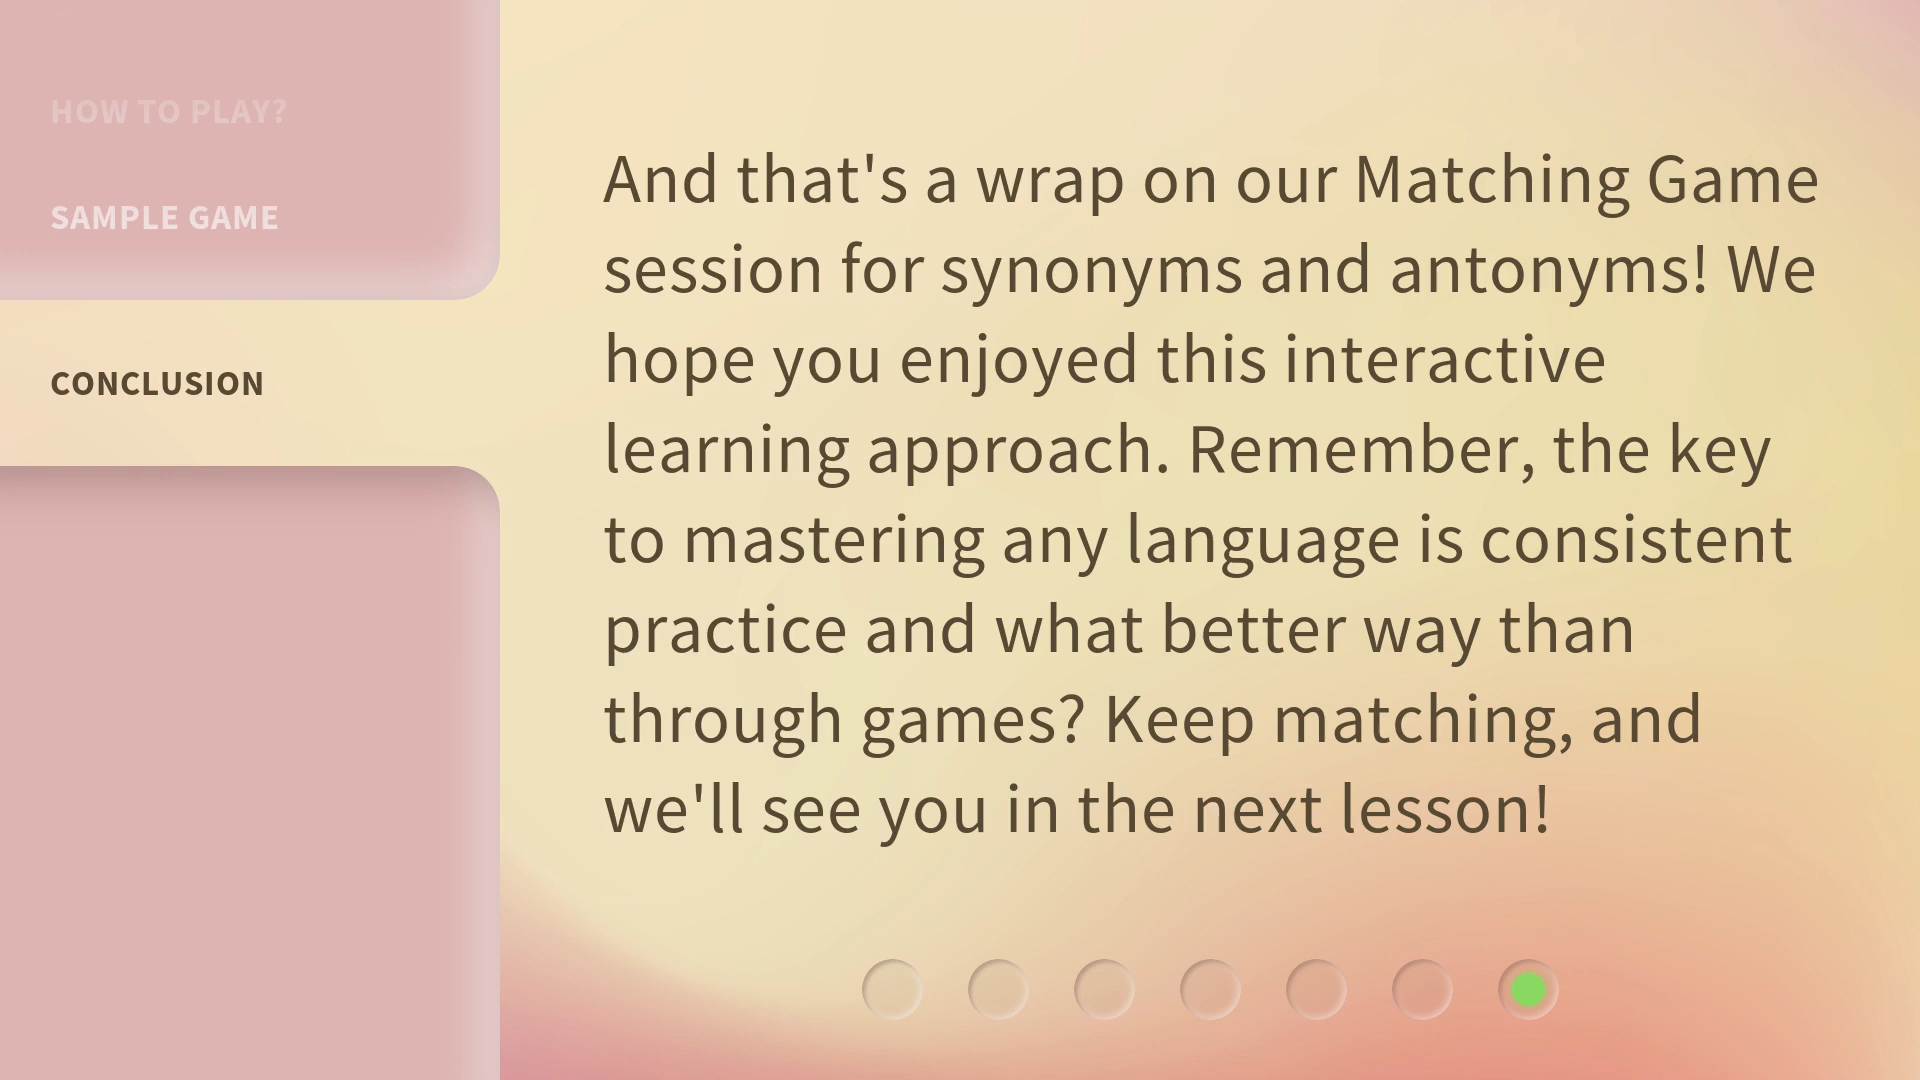 HOW TO PLAY?
SAMPLE GAME
CONCLUSION
And that's a wrap on our Matching Game
session for synonyms and antonyms! We
hope you enjoyed this interactive
learning approach. Remember, the key
to mastering any language is consistent
practice and what better way than
through games? Keep matching, and
we'll see you in the next lesson!